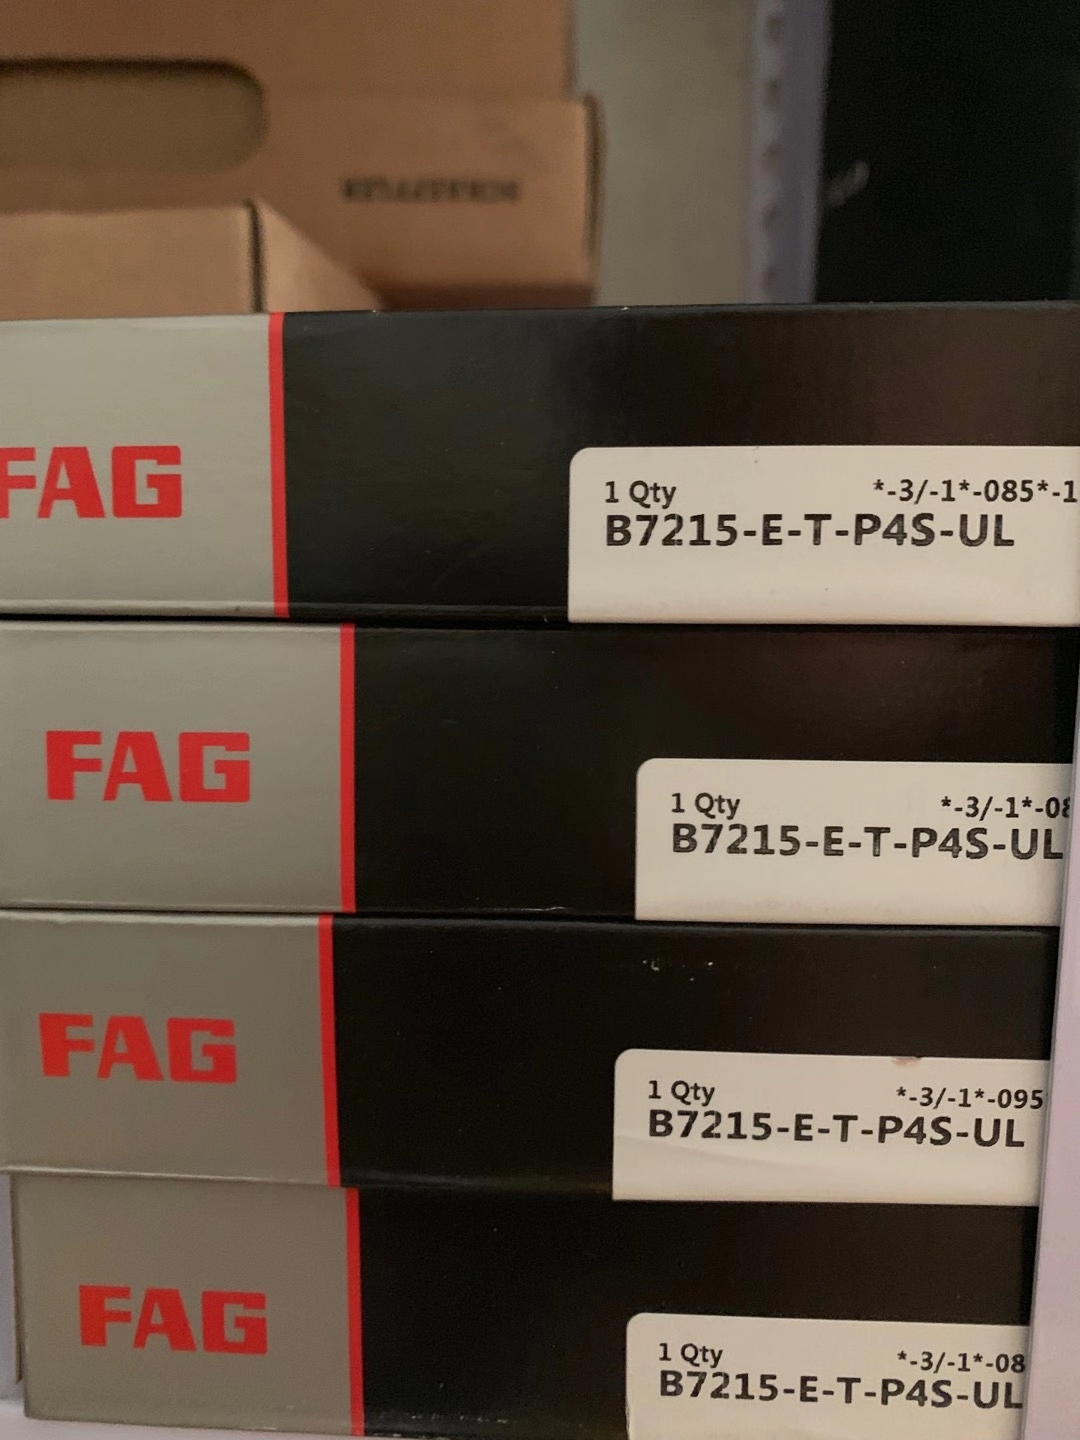 FAG
1 Qty *-3/-1*-085*-1
B7215-E-T-P4S-UL
FAG
1 Qty *-3/-1*-08
B7215-E-T-P4S-UL
FAG
1 Qty *-3/-1*-095
B7215-E-T-P4S-UL
FAG
1 Qty *-3/-1*-08
B7215-E-T-P4S-UL